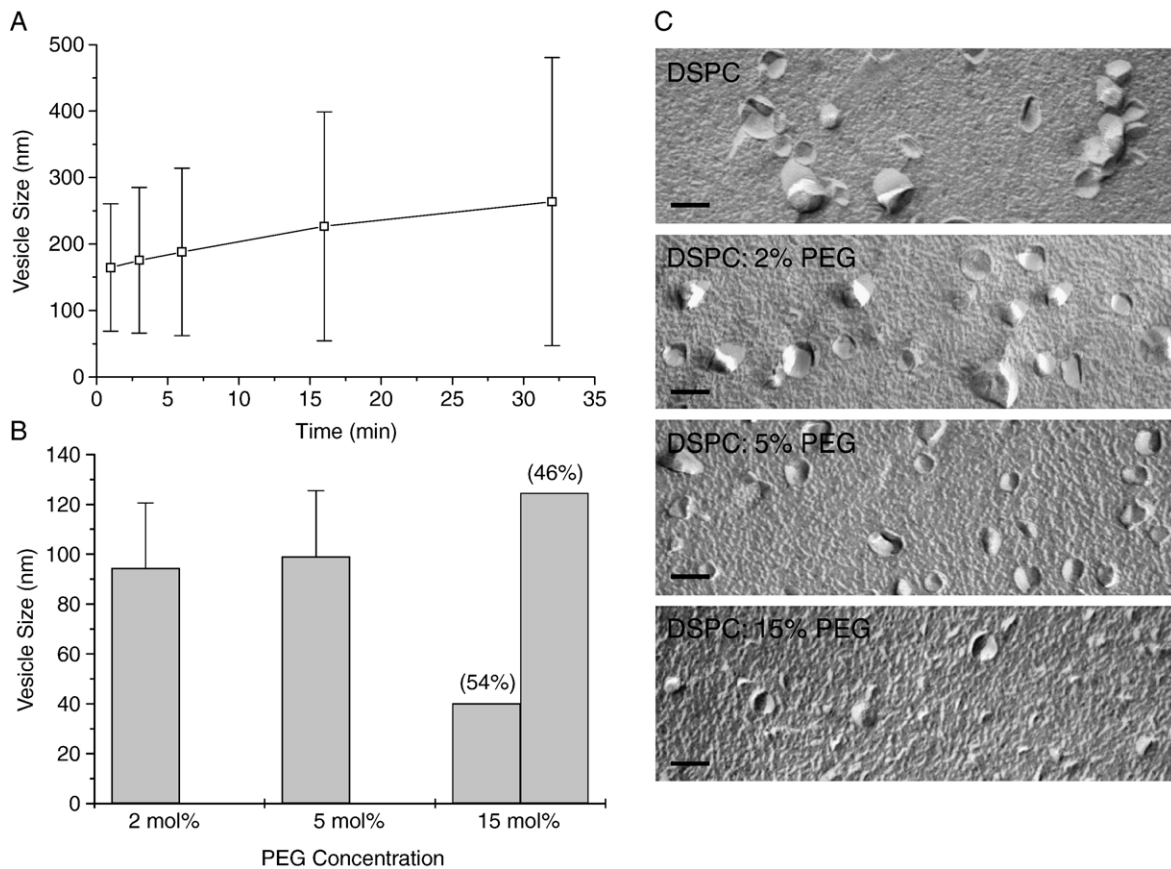 A
500
400
300
200
100
0
0 5 10 15 20 25 30 35
Vesicle Size (nm)
Time (min)
B
140
120
100
80
60
40
20
0
(54%)
(46%)
2 mol% 5 mol% 15 mol%
Vesicle Size (nm)
PEG Concentration
C
DSPC
DSPC: 2% PEG
DSPC: 5% PEG
DSPC: 15% PEG